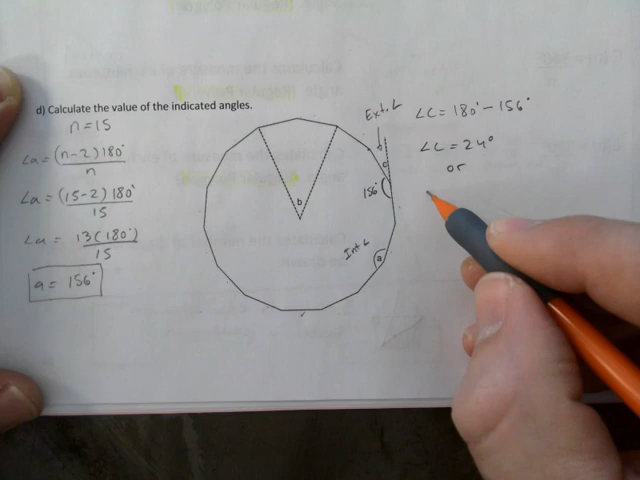 d) Calculate the value of the indicated angles.
n = 15
∠a = (n-2)180°
n
∠a = (15-2)180°
15
∠a = 13(180°)
15
a = 156°
b
Ext. ∠
c
156°
Int ∠
a
∠C = 180° - 156°
∠C = 24°
or